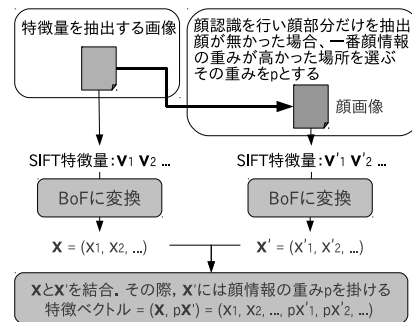 特徴量を抽出する画像
顔認識を行い顔部分だけを抽出
顔が無かった場合、一番顔情報
の重みが高かった場所を選ぶ
その重みをpとする
顔画像
SIFT特徴量:V1 V2 ...
SIFT特徴量:V'1 V'2 ...
BoFに変換
BoFに変換
X = (x1, x2, ...)
X' = (x'1, x'2, ...)
XとX'を結合. その際, X'には顔情報の重みpを掛ける
特徴ベクトル = (X, pX') = (x1, x2, ..., px'1, px'2, ...)